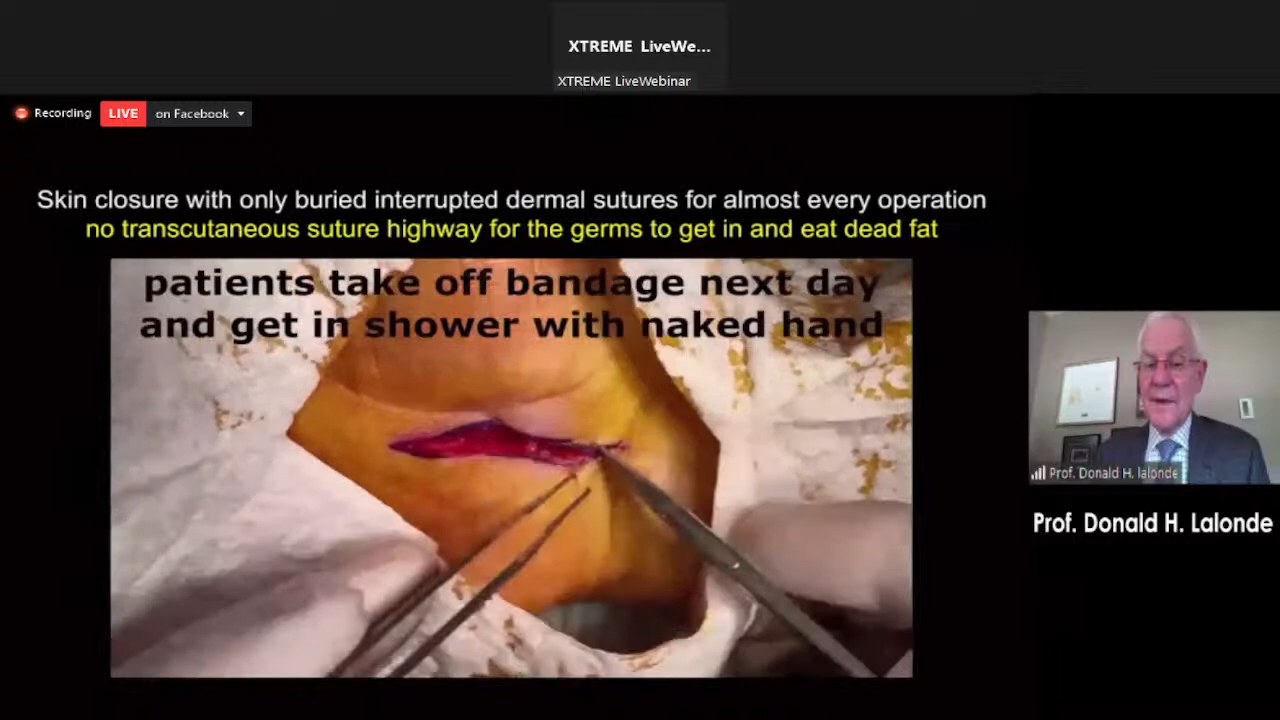 XTREME LiveWe...
XTREME LiveWebinar
Recording
LIVE on Facebook
Skin closure with only buried interrupted dermal sutures for almost every operation
no transcutaneous suture highway for the germs to get in and eat dead fat
patients take off bandage next day
and get in shower with naked hand
Prof. Donald H. lalonde
Prof. Donald H. Lalonde